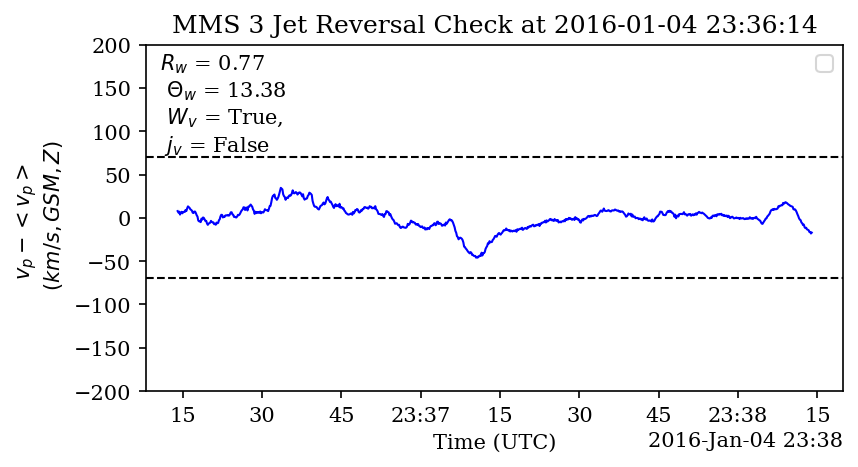 MMS 3 Jet Reversal Check at 2016-01-04 23:36:14
R_w = 0.77
Θ_w = 13.38
W_v = True,
j_v = False
v_p − < v_p >
(km/s, GSM, Z)
200
150
100
50
0
−50
−100
−150
−200
15 30 45 23:37 15 30 45 23:38 15
Time (UTC)
2016-Jan-04 23:38